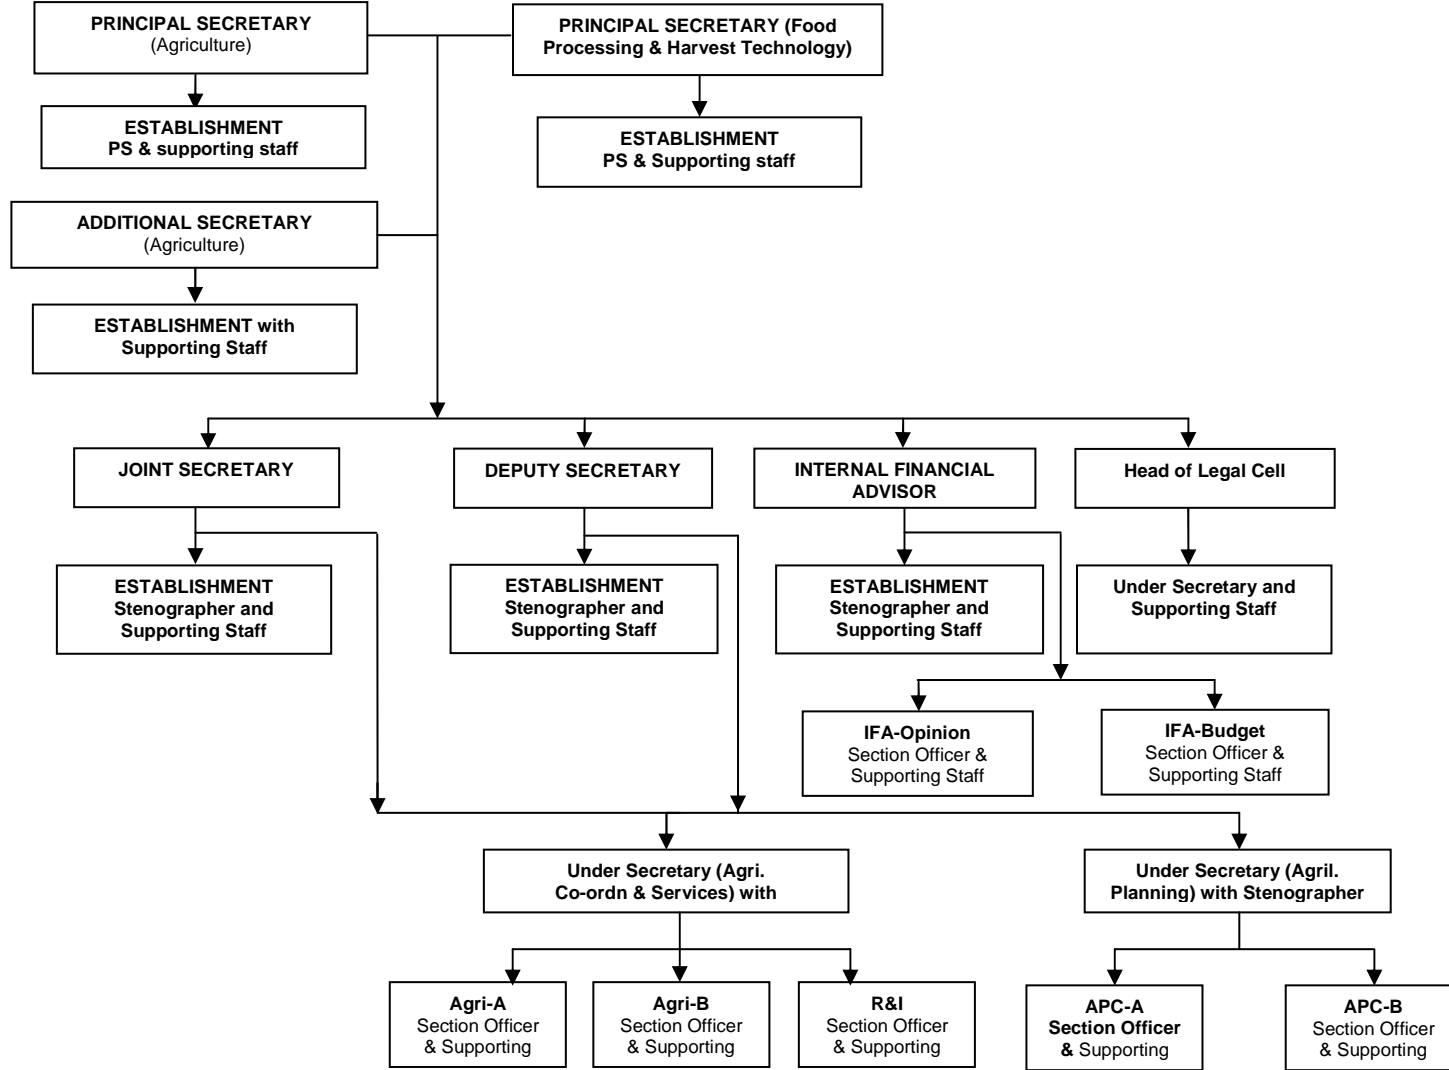 PRINCIPAL SECRETARY
(Agriculture)
PRINCIPAL SECRETARY (Food
Processing & Harvest Technology)
ESTABLISHMENT
PS & supporting staff
ESTABLISHMENT
PS & Supporting staff
ADDITIONAL SECRETARY
(Agriculture)
ESTABLISHMENT with
Supporting Staff
JOINT SECRETARY
DEPUTY SECRETARY
INTERNAL FINANCIAL
ADVISOR
Head of Legal Cell
ESTABLISHMENT
Stenographer and
Supporting Staff
ESTABLISHMENT
Stenographer and
Supporting Staff
ESTABLISHMENT
Stenographer and
Supporting Staff
Under Secretary and
Supporting Staff
IFA-Opinion
Section Officer &
Supporting Staff
IFA-Budget
Section Officer &
Supporting Staff
Under Secretary (Agri.
Co-ordn & Services) with
Under Secretary (Agril.
Planning) with Stenographer
Agri-A
Section Officer
& Supporting
Agri-B
Section Officer
& Supporting
R&I
Section Officer
& Supporting
APC-A
Section Officer
& Supporting
APC-B
Section Officer
& Supporting